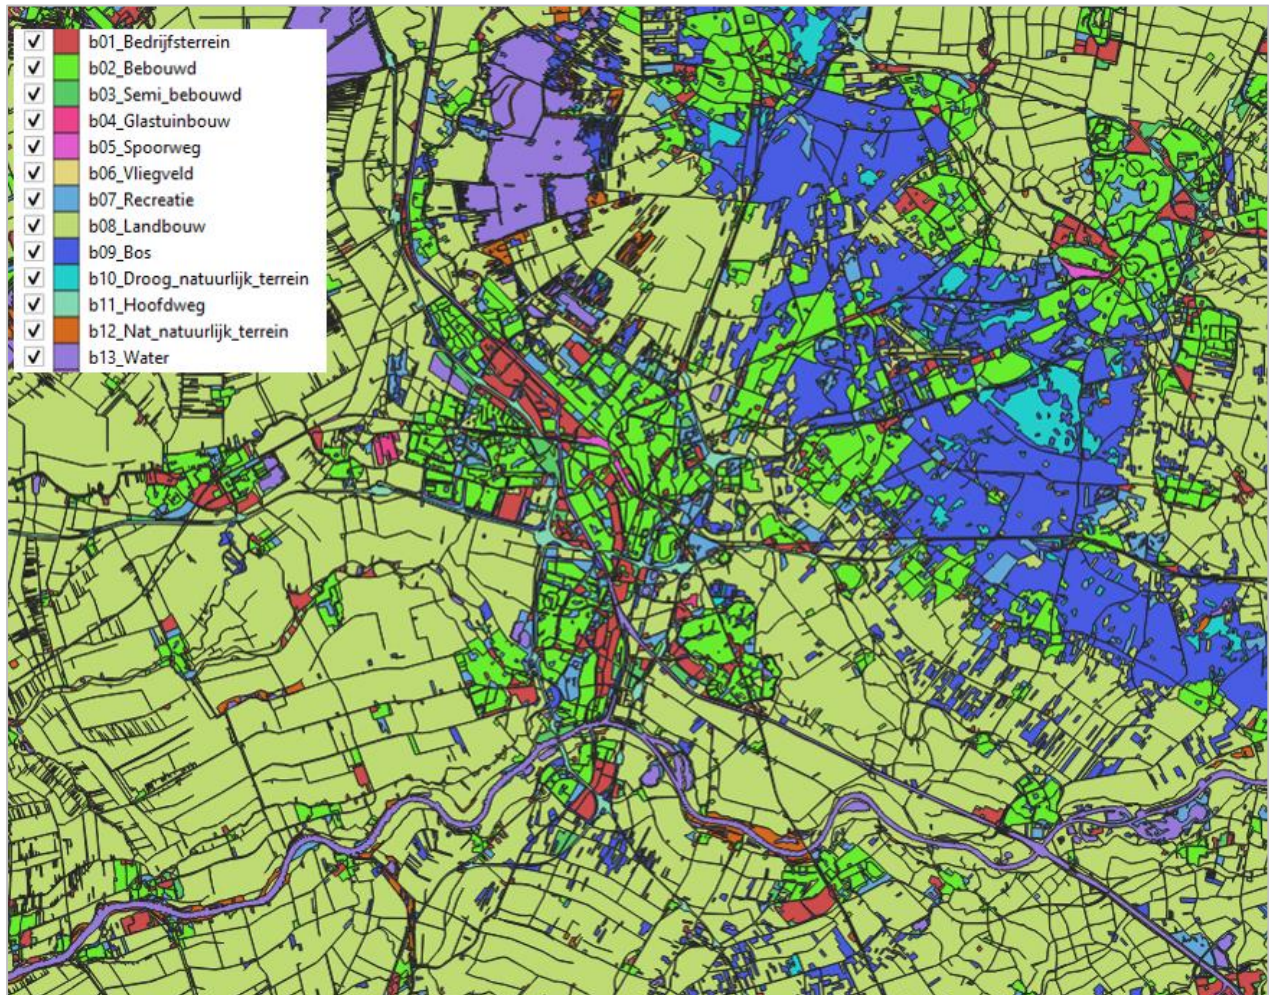 b01_Bedrijfsterrein
b02_Bebouwd
b03_Semi_bebouwd
b04_Glastuinbouw
b05_Spoorweg
b06_Vliegveld
b07_Recreatie
b08_Landbouw
b09_Bos
b10_Droog_natuurlijk_terrein
b11_Hoofdweg
b12_Nat_natuurlijk_terrein
b13_Water